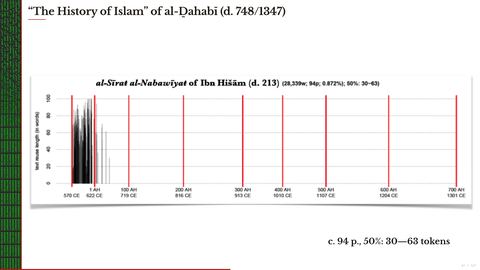 “The History of Islam” of al-Ḏahabī (d. 748/1347)
al-Sīrat al-Nabawīyat of Ibn Hišām (d. 213) (28,339w; 94p; 0.872%); 50%: 30–63)
text reuse length (in words)
100
80
60
40
20
0
1 AH 100 AH 200 AH 300 AH 400 AH 500 AH 600 AH 700 AH
570 CE 622 CE 719 CE 816 CE 913 CE 1010 CE 1107 CE 1204 CE 1301 CE
c. 94 p., 50%: 30—63 tokens